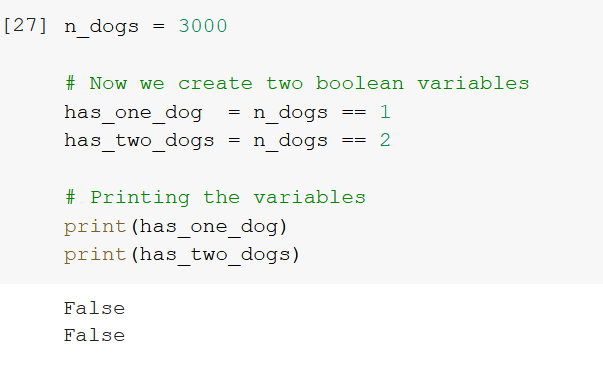 [27] n_dogs = 3000
# Now we create two boolean variables
has_one_dog  = n_dogs == 1
has_two_dogs = n_dogs == 2
# Printing the variables
print(has_one_dog)
print(has_two_dogs)
False
False